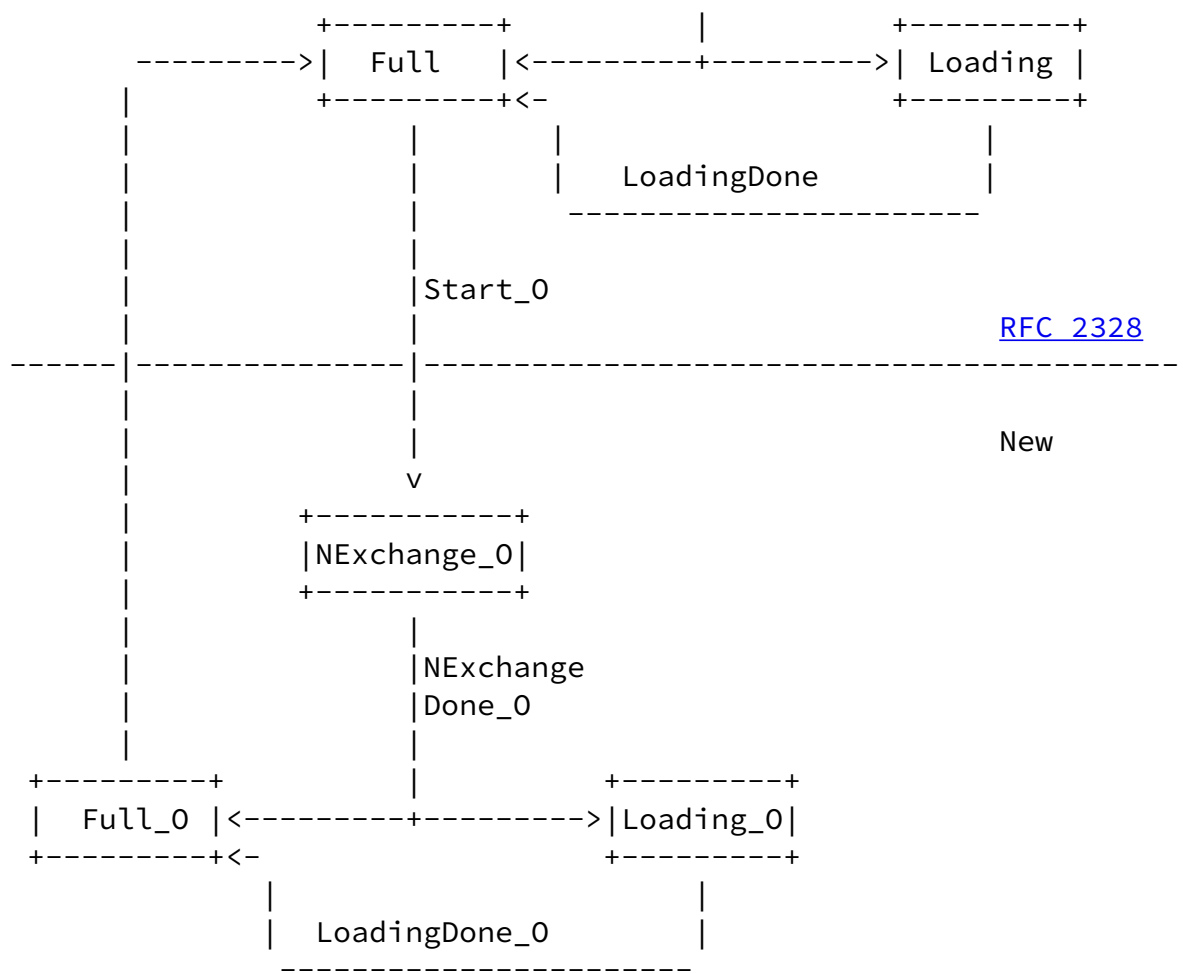 Full Loading
LoadingDone
Start_O
RFC 2328
New
NExchange_O
NExchange
Done_O
Full_O Loading_O
LoadingDone_O